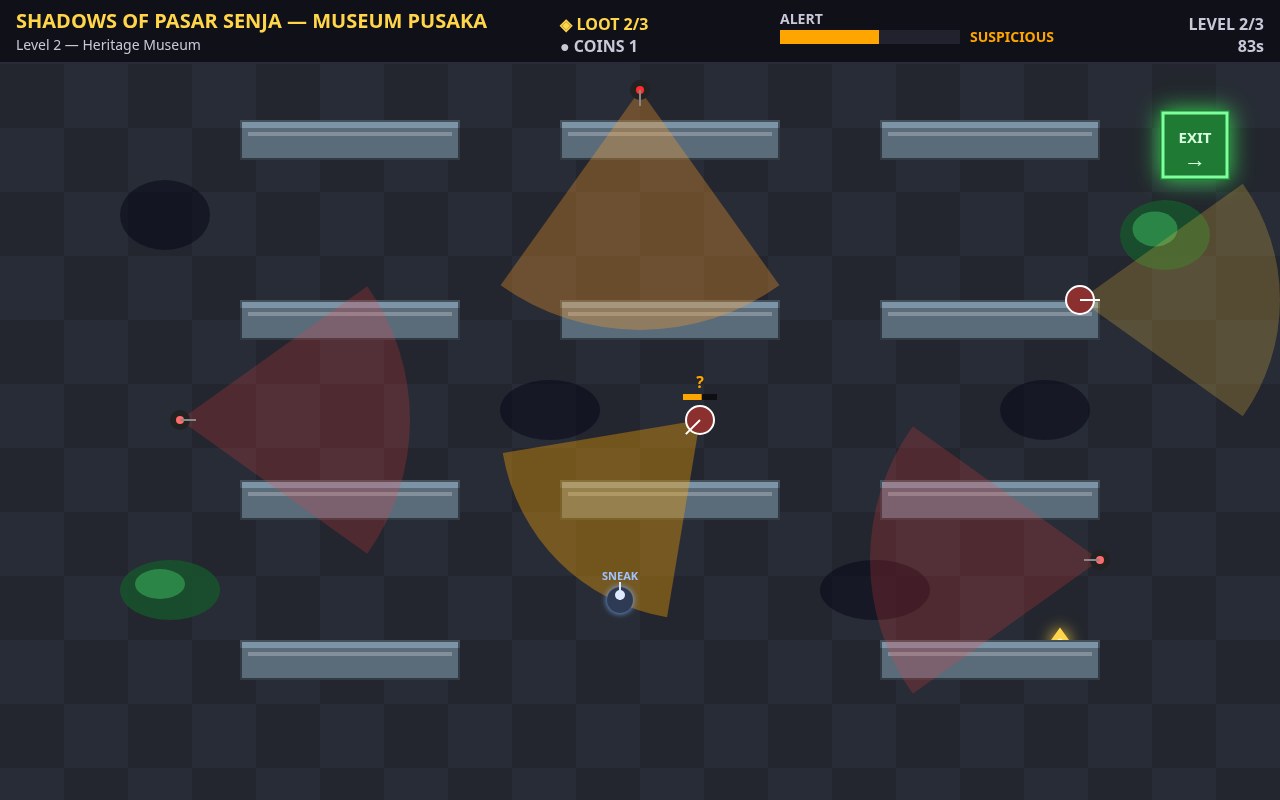 SHADOWS OF PASAR SENJA — MUSEUM PUSAKA
Level 2 — Heritage Museum
◈ LOOT 2/3
● COINS 1
ALERT
SUSPICIOUS
LEVEL 2/3
83s
EXIT
→
?
SNEAK